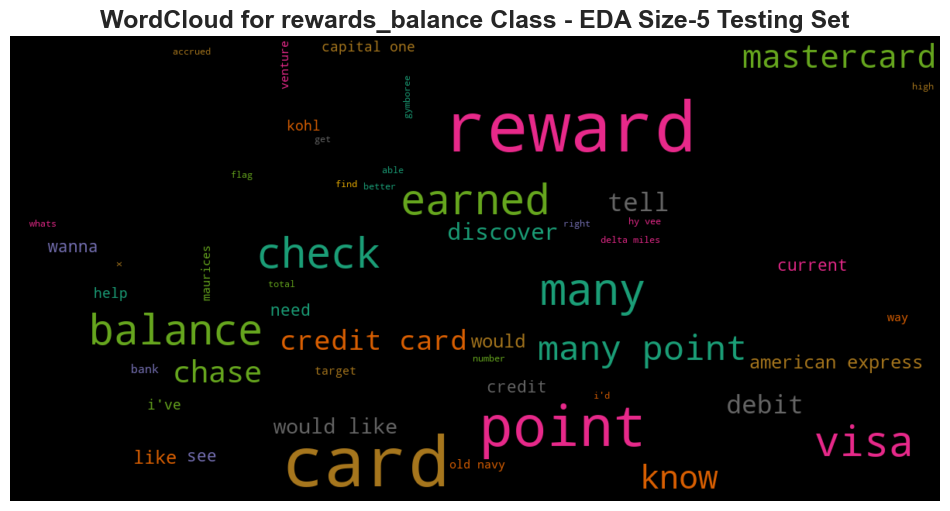 WordCloud for rewards_balance Class - EDA Size-5 Testing Set
accrued
venture
capital one
mastercard
gymboree
high
reward
kohl
get
able
flag
find
better
earned
tell
whats
discover
right
hy vee
delta miles
wanna
check
current
x
maurices
help
total
many
need
way
balance
credit card
would
many point
number
american express
bank
chase
target
credit
i've
i'd
debit
would like
point
visa
like
see
card
old navy
know